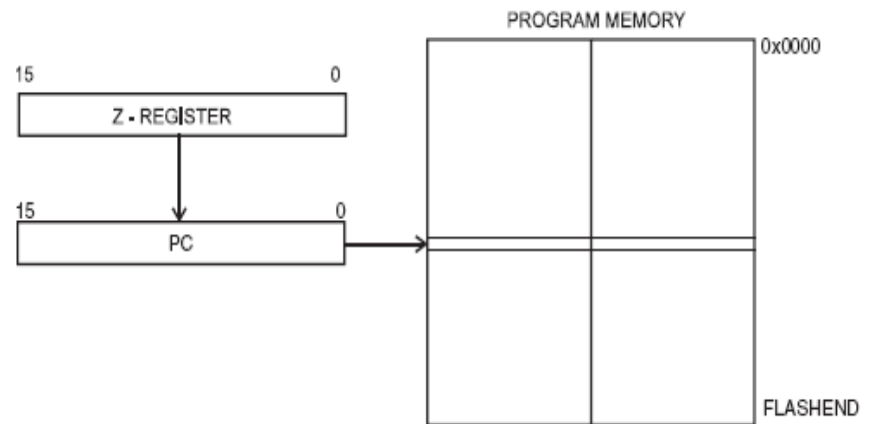 PROGRAM MEMORY
0x0000
15 0
Z - REGISTER
15 0
PC
FLASHEND